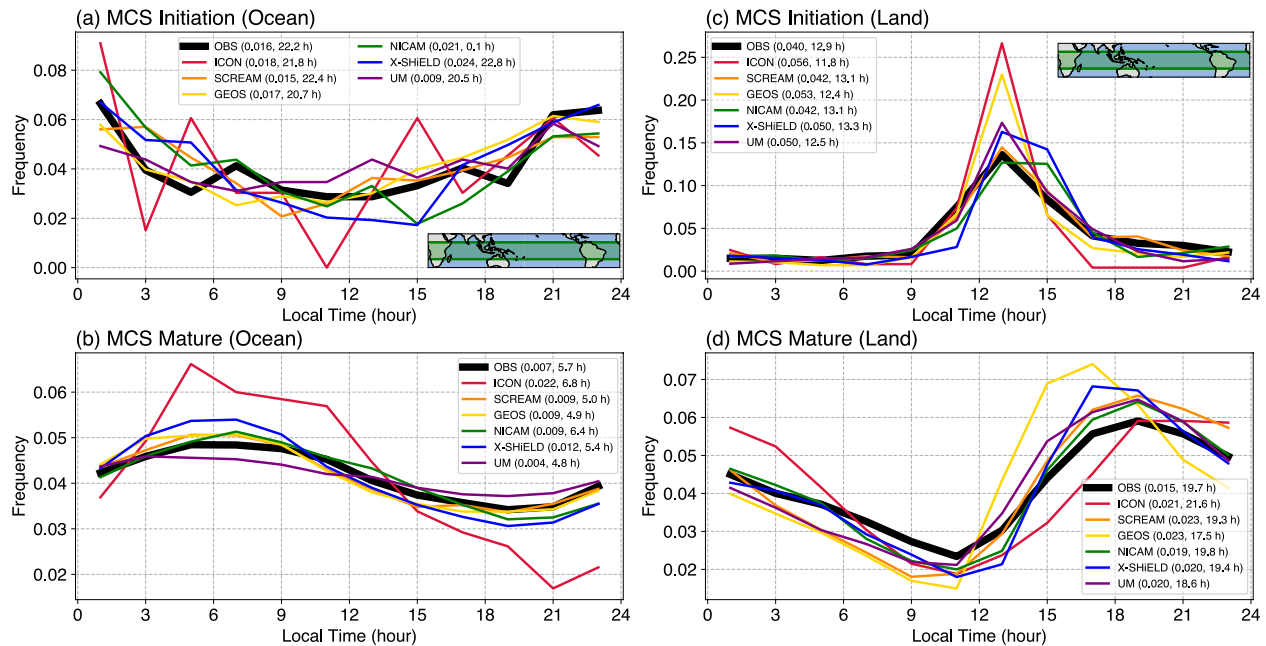 (a) MCS Initiation (Ocean)
OBS (0.016, 22.2 h)
ICON (0.018, 21.8 h)
SCREAM (0.015, 22.4 h)
GEOS (0.017, 20.7 h)
NICAM (0.021, 0.1 h)
X-SHiELD (0.024, 22.8 h)
UM (0.009, 20.5 h)
Frequency
0.08
0.06
0.04
0.02
0.00
0 3 6 9 12 15 18 21 24
Local Time (hour)
(c) MCS Initiation (Land)
OBS (0.040, 12.9 h)
ICON (0.056, 11.8 h)
SCREAM (0.042, 13.1 h)
GEOS (0.053, 12.4 h)
NICAM (0.042, 13.1 h)
X-SHiELD (0.050, 13.3 h)
UM (0.050, 12.5 h)
Frequency
0.25
0.20
0.15
0.10
0.05
0.00
0 3 6 9 12 15 18 21 24
Local Time (hour)
(b) MCS Mature (Ocean)
OBS (0.007, 5.7 h)
ICON (0.022, 6.8 h)
SCREAM (0.009, 5.0 h)
GEOS (0.009, 4.9 h)
NICAM (0.009, 6.4 h)
X-SHiELD (0.012, 5.4 h)
UM (0.004, 4.8 h)
Frequency
0.06
0.05
0.04
0.03
0.02
0 3 6 9 12 15 18 21 24
Local Time (hour)
(d) MCS Mature (Land)
OBS (0.015, 19.7 h)
ICON (0.021, 21.6 h)
SCREAM (0.023, 19.3 h)
GEOS (0.023, 17.5 h)
NICAM (0.019, 19.8 h)
X-SHiELD (0.020, 19.4 h)
UM (0.020, 18.6 h)
Frequency
0.07
0.06
0.05
0.04
0.03
0.02
0 3 6 9 12 15 18 21 24
Local Time (hour)